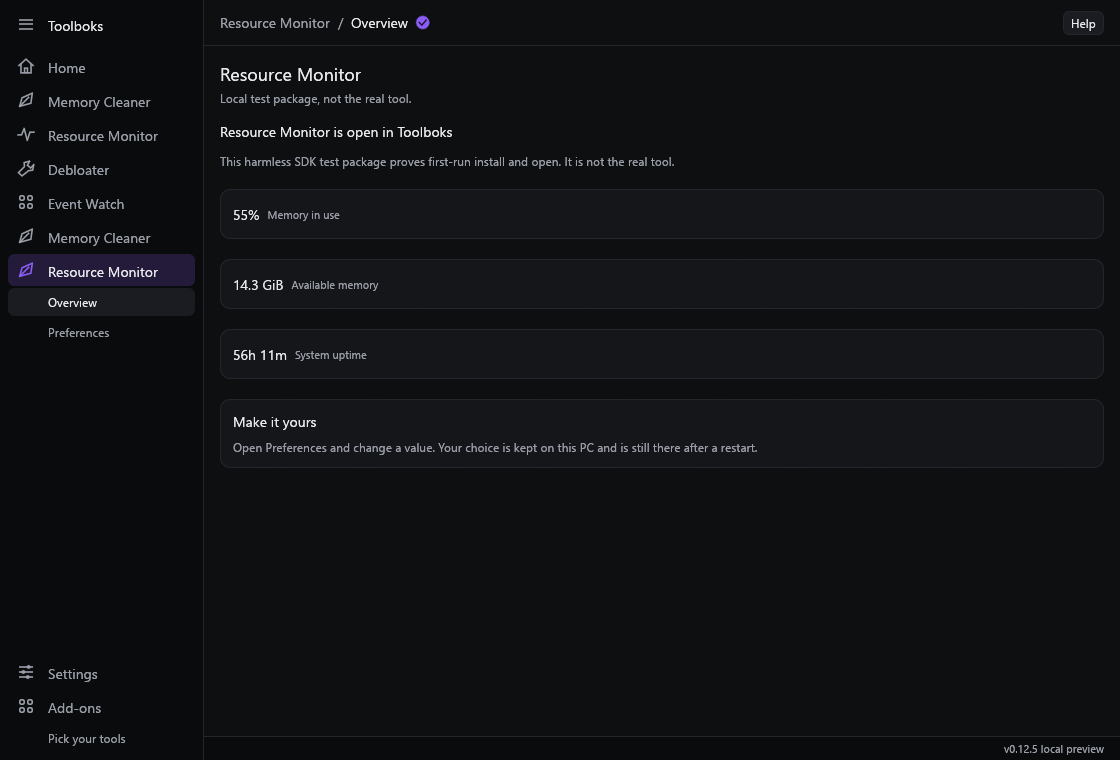 Toolboks
Home
Memory Cleaner
Resource Monitor
Debloater
Event Watch
Memory Cleaner
Resource Monitor
Overview
Preferences
Settings
Add-ons
Pick your tools
Resource Monitor / Overview
Help
Resource Monitor
Local test package, not the real tool.
Resource Monitor is open in Toolboks
This harmless SDK test package proves first-run install and open. It is not the real tool.
55% Memory in use
14.3 GiB Available memory
56h 11m System uptime
Make it yours
Open Preferences and change a value. Your choice is kept on this PC and is still there after a restart.
v0.12.5 local preview